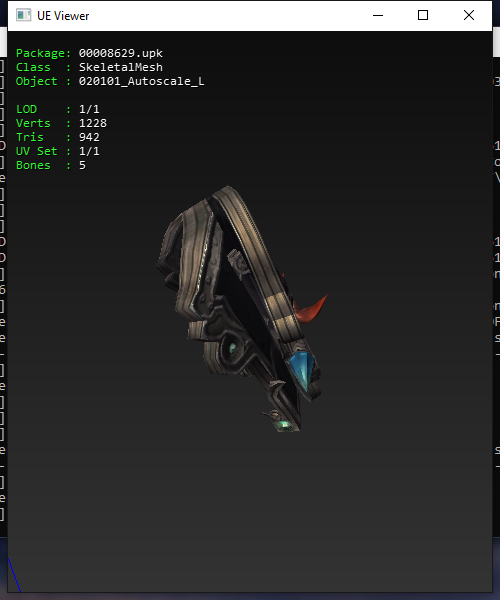 UE Viewer
Package: 00008629.upk
Class : SkeletalMesh
Object : 020101_Autoscale_L
LOD : 1/1
Verts : 1228
Tris : 942
UV Set : 1/1
Bones : 5